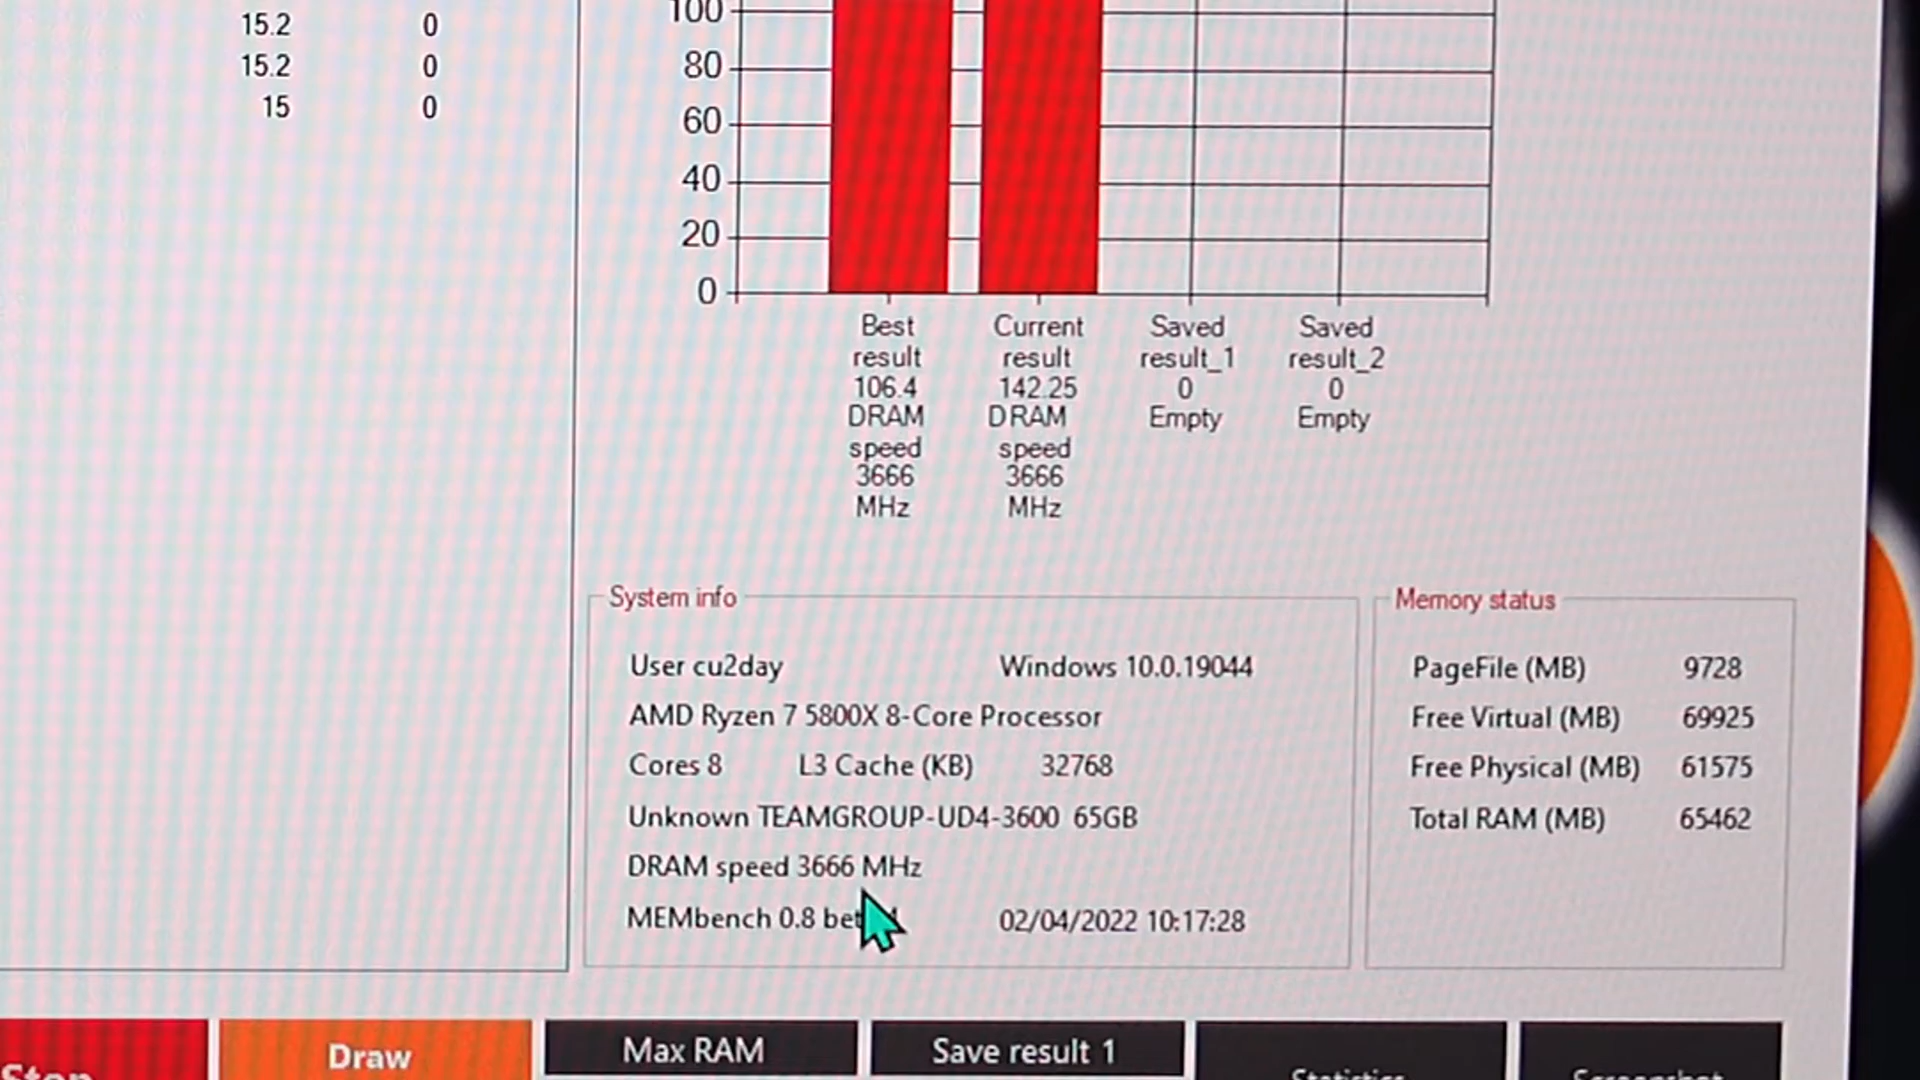 15.2 0
15.2 0
15 0
100
80
60
40
20
0
Best result 106.4 DRAM speed 3666 MHz
Current result 142.25 DRAM speed 3666 MHz
Saved result_1 0 Empty
Saved result_2 0 Empty
System info
User cu2day Windows 10.0.19044
AMD Ryzen 7 5800X 8-Core Processor
Cores 8 L3 Cache (KB) 32768
Unknown TEAMGROUP-UD4-3600 65GB
DRAM speed 3666 MHz
MEMbench 0.8 02/04/2022 10:17:28
Memory status
PageFile (MB) 9728
Free Virtual (MB) 69925
Free Physical (MB) 61575
Total RAM (MB) 65462
Stop
Draw
Max RAM
Save result 1
Statistics
Screenshot